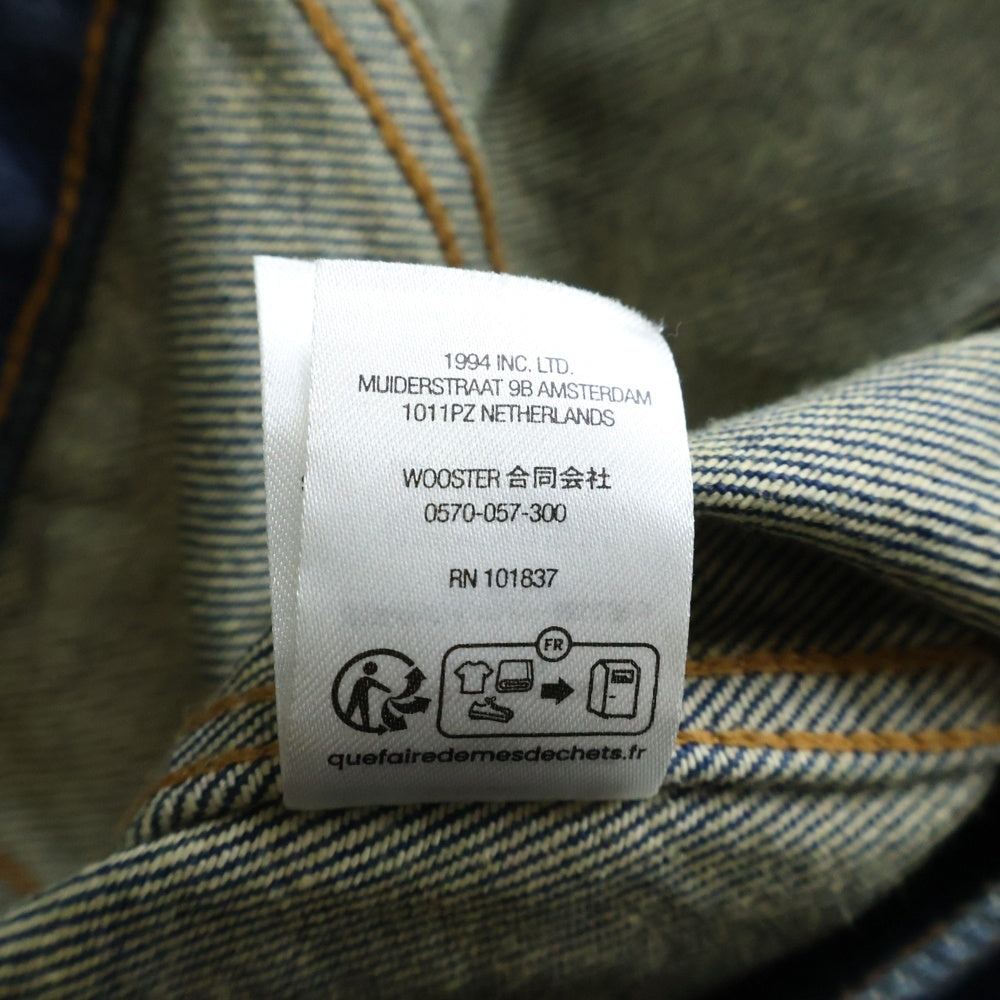 1994 INC. LTD.
MUIDERSTRAAT 9B AMSTERDAM
1011PZ NETHERLANDS
WOOSTER 合同会社
0570-057-300
RN 101837
FR
quefairedemesdechets.fr